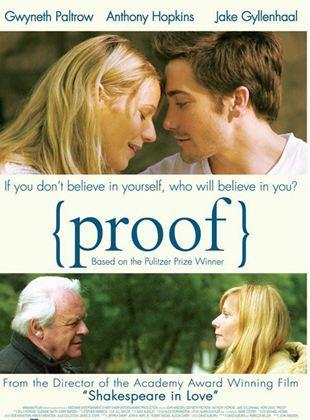 Gwyneth Paltrow Anthony Hopkins Jake Gyllenhaal
If you don't believe in yourself, who will believe in you?
{proof}
Based on the Pulitzer Prize Winner
From the Director of the Academy Award Winning Film
"Shakespeare in Love"